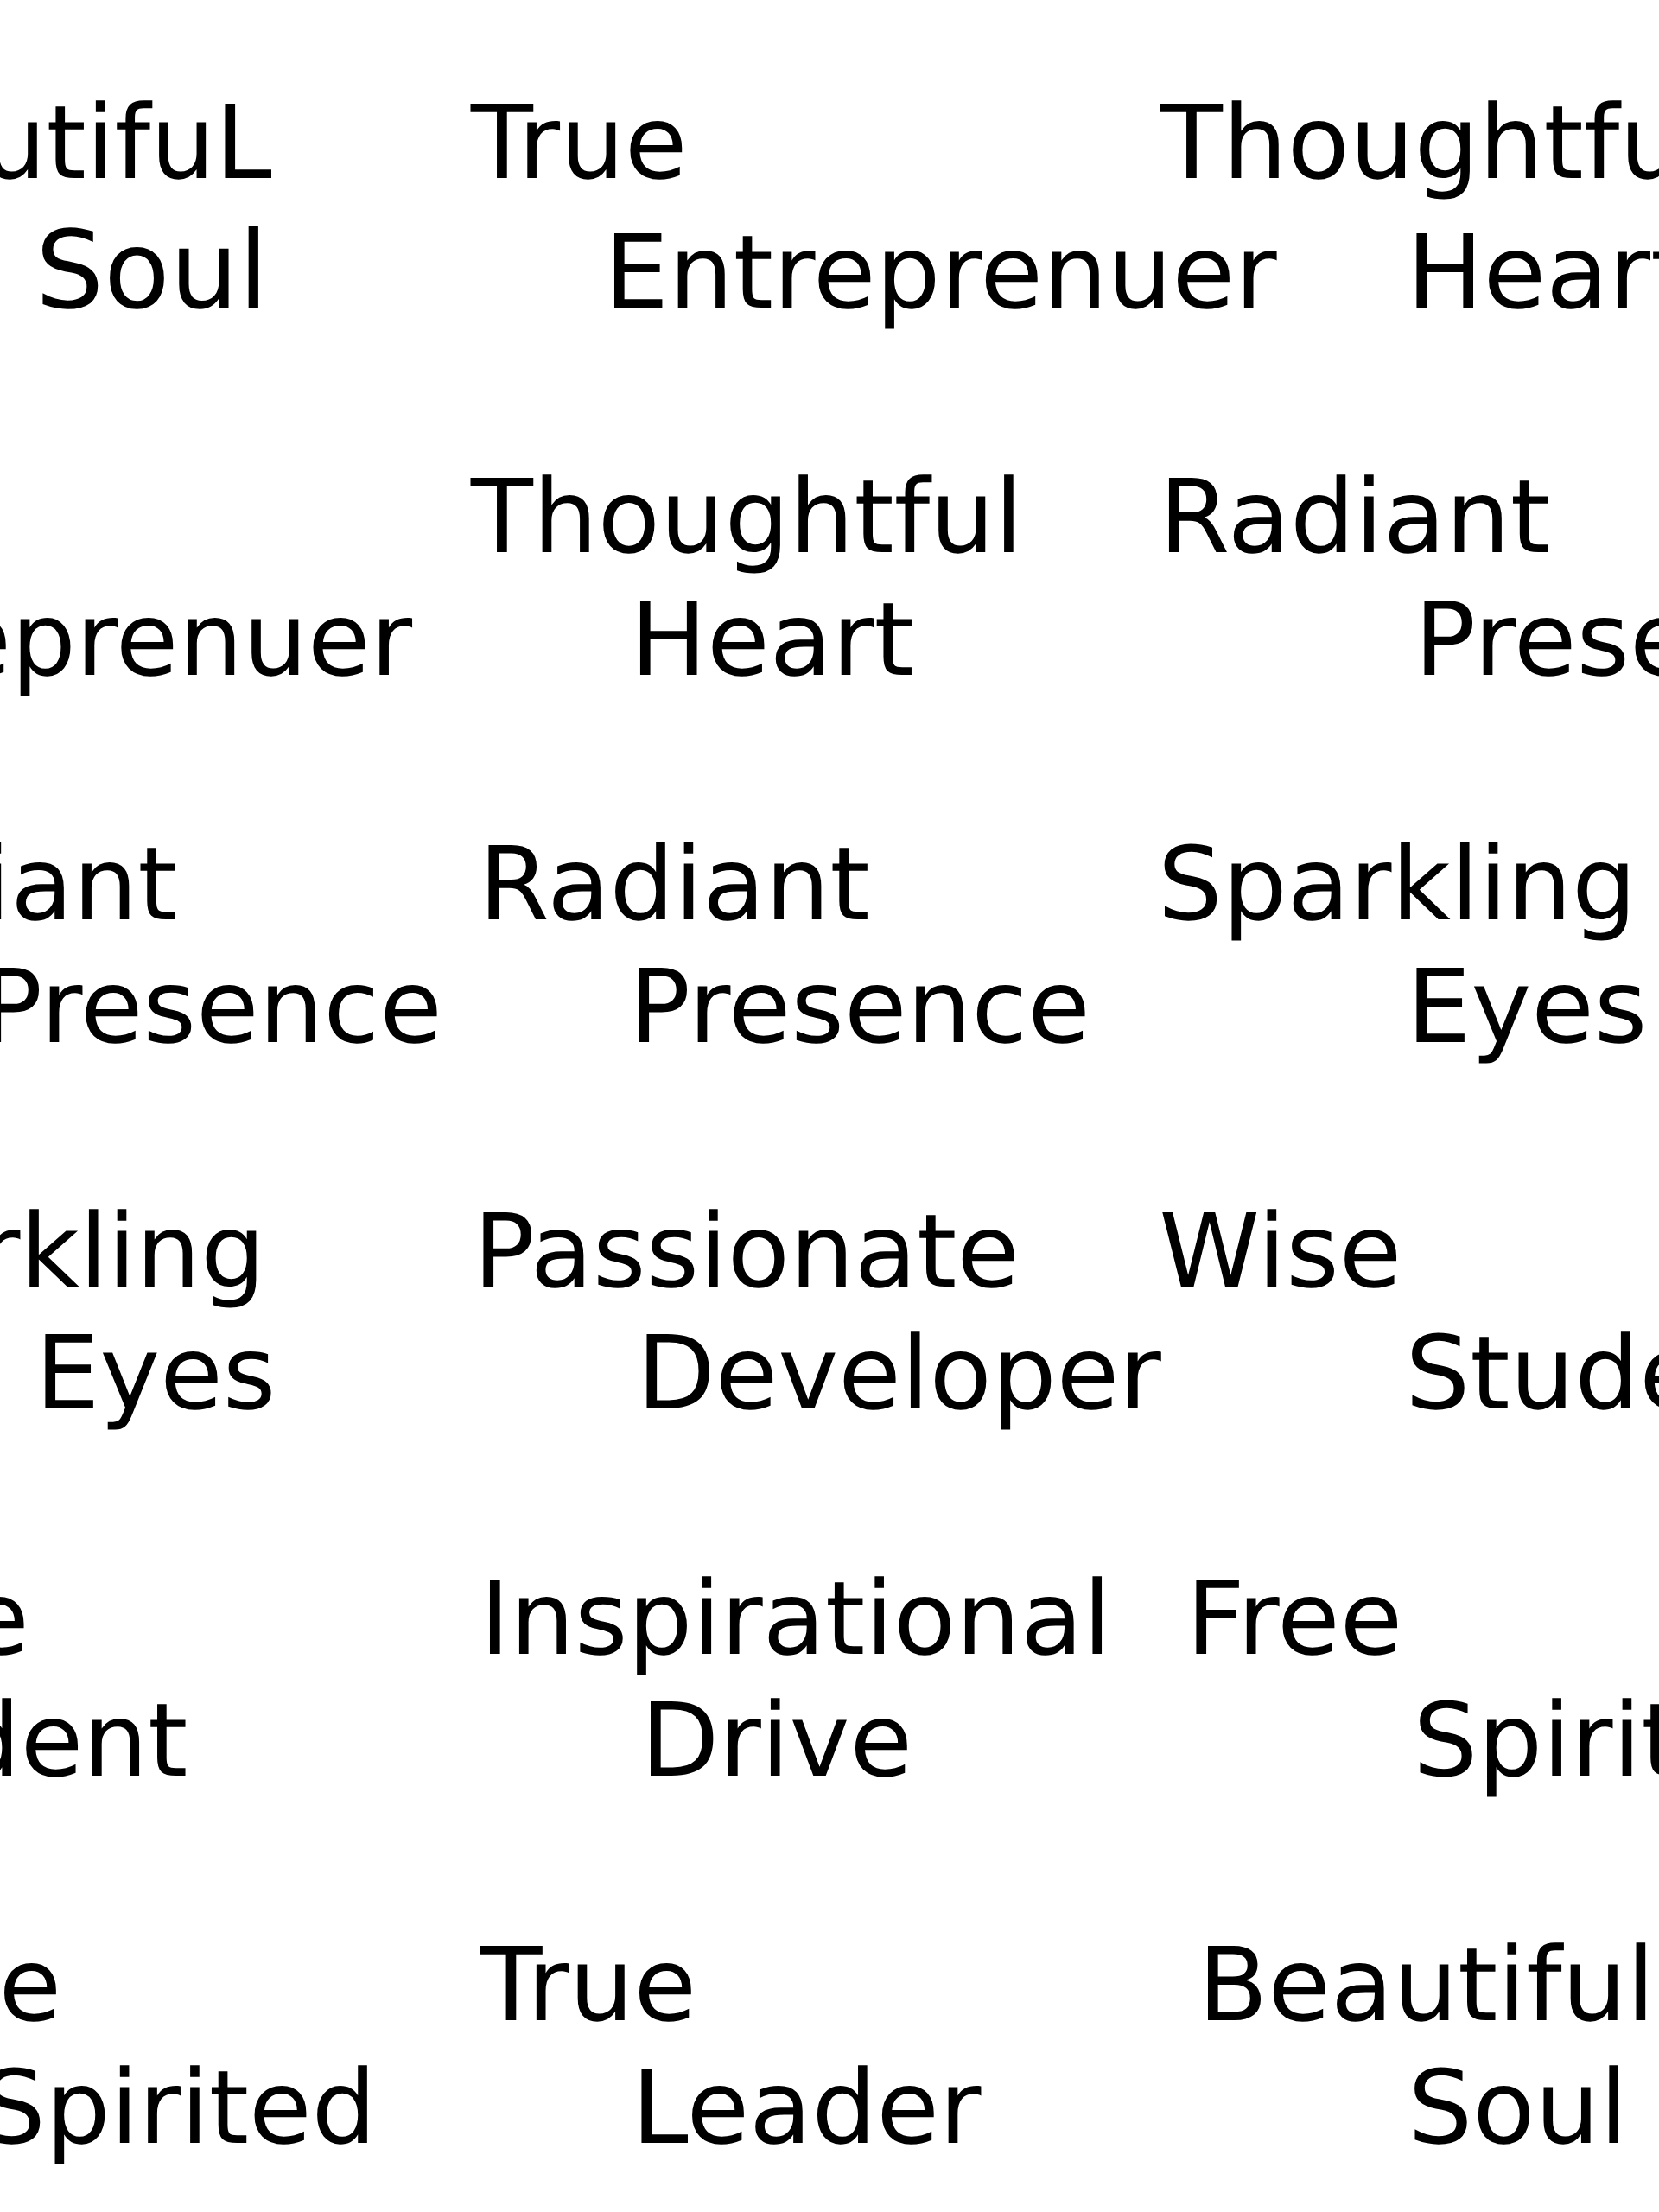 utifuL True Thoughtfu
Soul Entreprenuer Heart
Thoughtful Radiant
eprenuer Heart Prese
iant Radiant Sparkling
Presence Presence Eyes
rkling Passionate Wise
Eyes Developer Stude
e Inspirational Free
dent Drive Spirit
e True Beautiful
Spirited Leader Soul